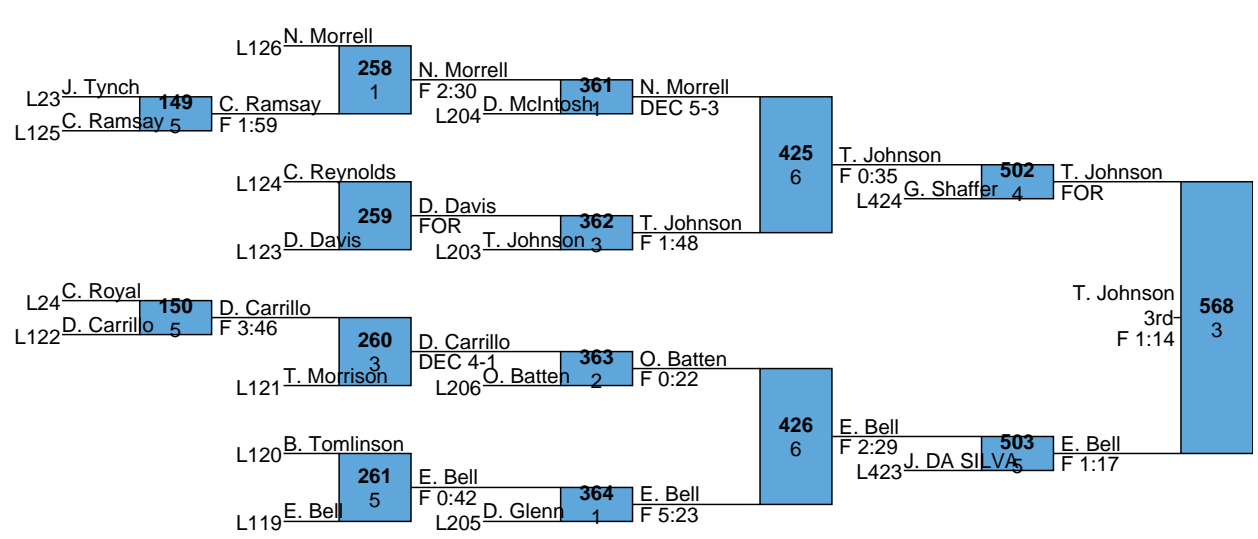 L126 N. Morrell
258
1
L23 J. Tynch
149
5
L125 C. Ramsay
C. Ramsay
F 1:59
N. Morrell
F 2:30
361
1
L204 D. McIntosh
N. Morrell
DEC 5-3
L124 C. Reynolds
259
L123 D. Davis
D. Davis
FOR
362
3
L203 T. Johnson
T. Johnson
F 1:48
425
6
T. Johnson
F 0:35
502
4
L424 G. Shaffer
T. Johnson
FOR
L24 C. Royal
150
5
L122 D. Carrillo
D. Carrillo
F 3:46
260
3
L121 T. Morrison
D. Carrillo
DEC 4-1
363
2
L206 O. Batten
O. Batten
F 0:22
L120 B. Tomlinson
261
5
L119 E. Bell
E. Bell
F 0:42
364
1
L205 D. Glenn
E. Bell
F 5:23
426
6
E. Bell
F 2:29
503
5
L423 J. DA SILVA
E. Bell
F 1:17
T. Johnson
3rd
F 1:14
568
3